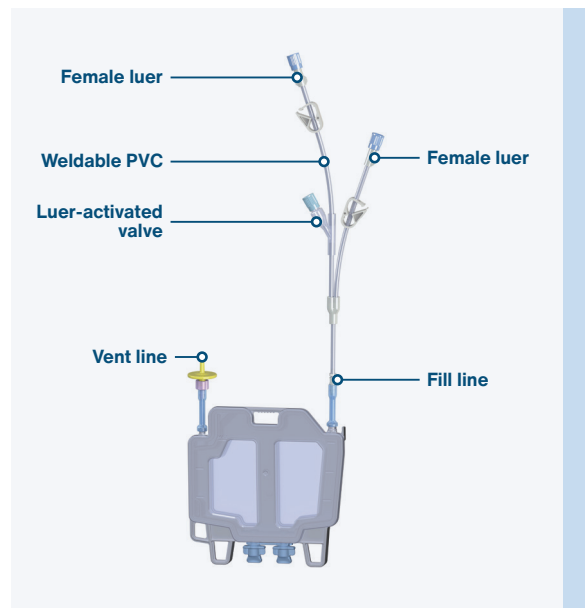 Female luer
Weldable PVC
Female luer
Luer-activated
valve
Vent line
Fill line